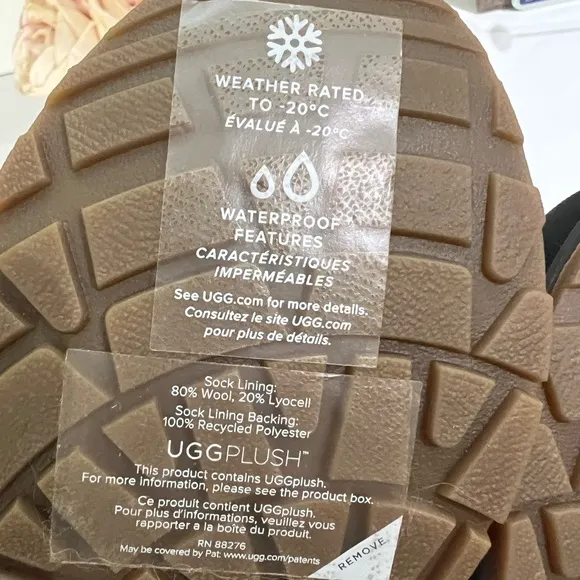 WEATHER RATED
TO -20°C
ÉVALUÉ À -20°C
WATERPROOF
FEATURES
CARACTÉRISTIQUES
IMPERMÉABLES
See UGG.com for more details.
Consultez le site UGG.com
pour plus de détails.
Sock Lining:
80% Wool, 20% Lyocell
Sock Lining Backing:
100% Recycled Polyester
UGGPLUSH™
This product contains UGGplush.
For more information, please see the product box.
Ce produit contient UGGplush.
Pour plus d'informations, veuillez vous
rapporter a la boîte du produit.
RN 88276
May be covered by Pat: www.ugg.com/patents
REMOVE